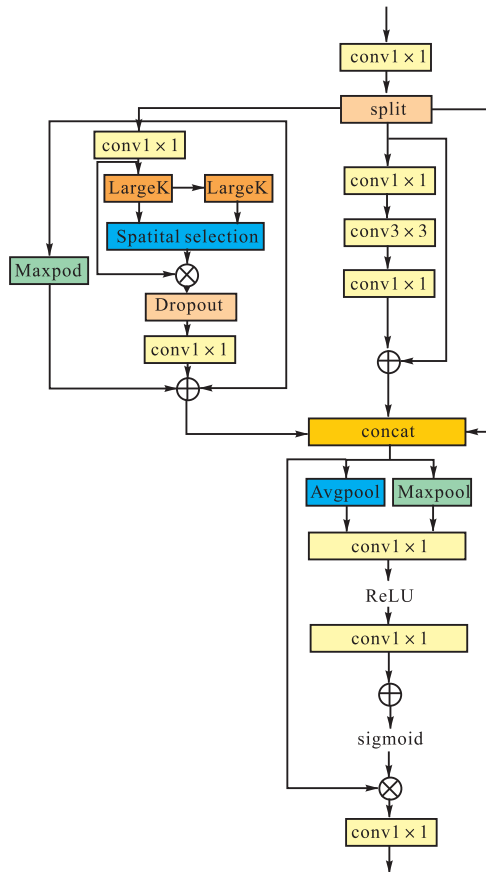 conv1 × 1
split
conv1 × 1
conv1 × 1
LargeK
LargeK
conv3 × 3
Spatital selection
Maxpod
conv1 × 1
Dropout
conv1 × 1
concat
Avgpool
Maxpool
conv1 × 1
ReLU
conv1 × 1
sigmoid
conv1 × 1